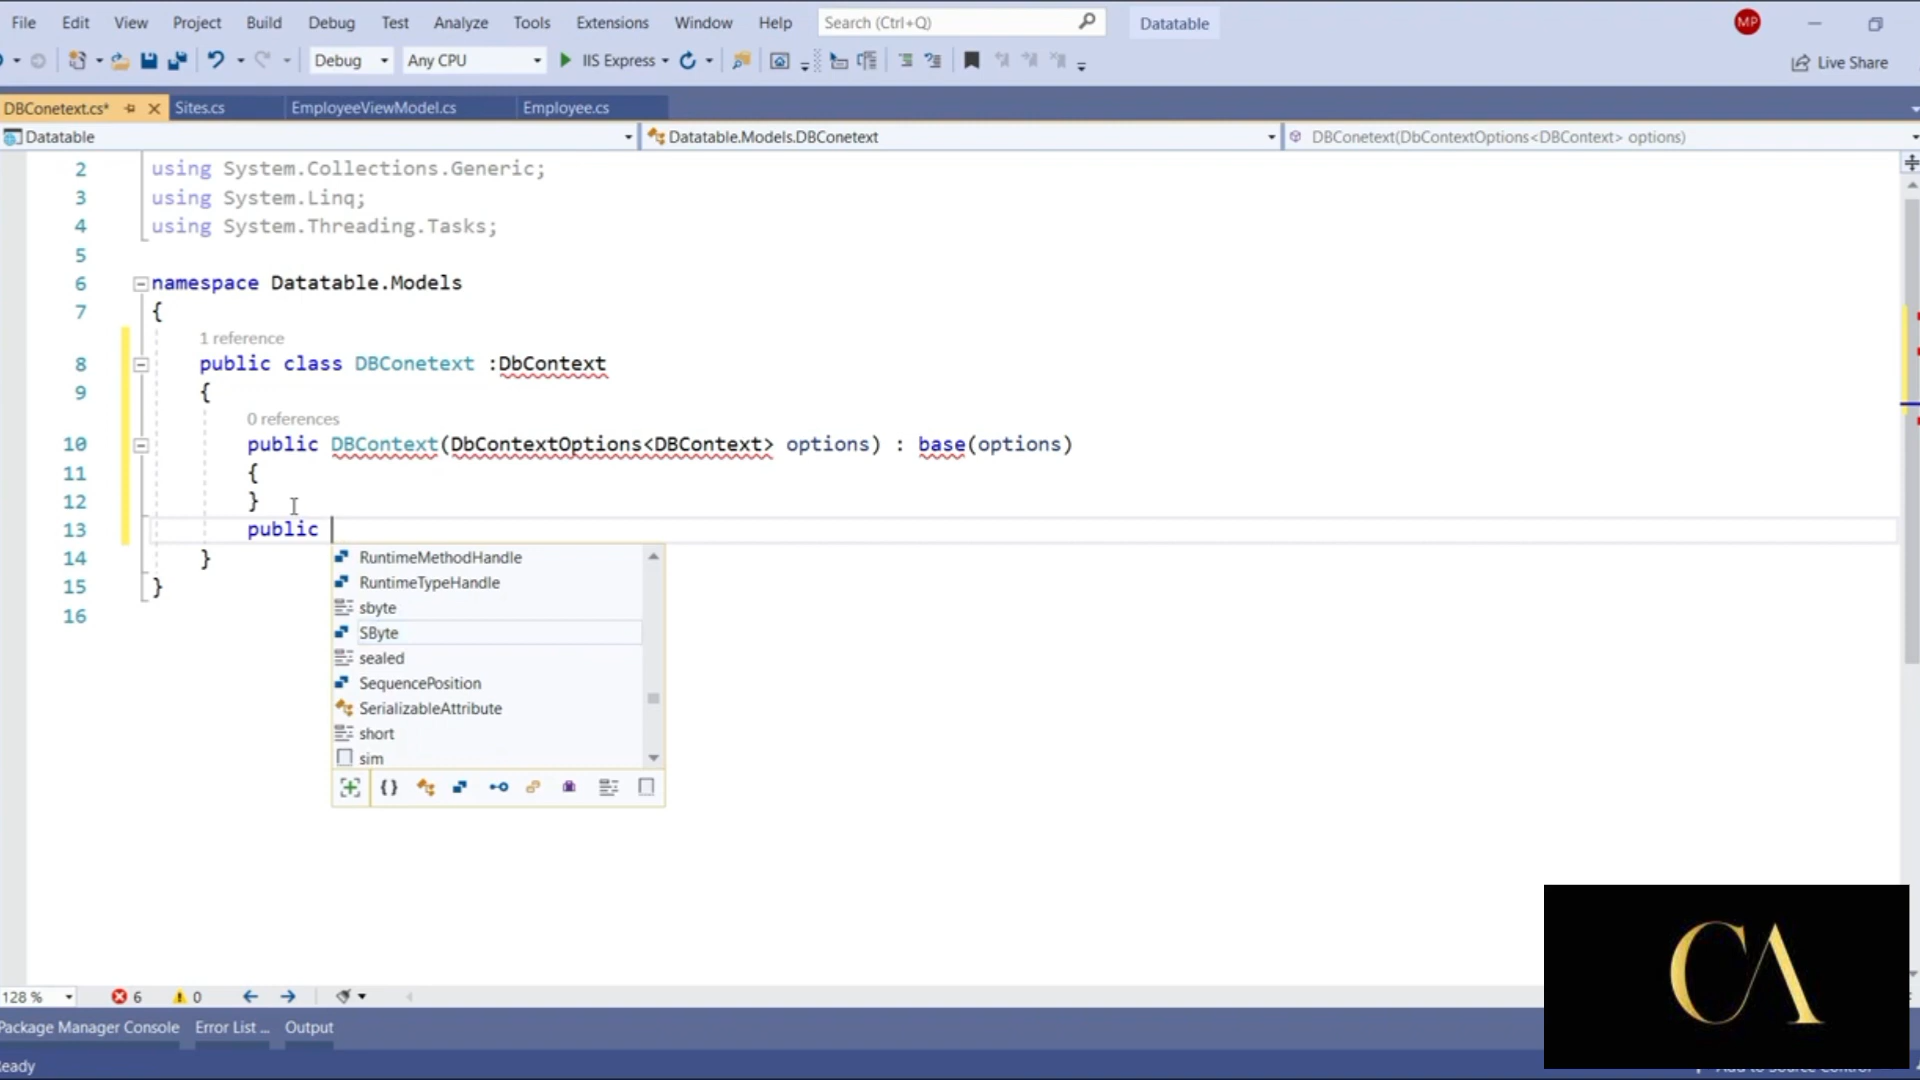 File Edit View Project Build Debug Test Analyze Tools Extensions Window Help Search (Ctrl+Q) Datatable MP
Debug Any CPU IIS Express Live Share
DBConetext.cs* Sites.cs EmployeeViewModel.cs Employee.cs
Datatable Datatable.Models.DBConetext DBConetext(DbContextOptions<DBContext> options)
2 using System.Collections.Generic;
3 using System.Linq;
4 using System.Threading.Tasks;
5
6 namespace Datatable.Models
7 {
1 reference
8 public class DBConetext :DbContext
9 {
0 references
10 public DBContext(DbContextOptions<DBContext> options) : base(options)
11 {
12 }
13 public
14 }
15 }
16
RuntimeMethodHandle
RuntimeTypeHandle
sbyte
SByte
sealed
SequencePosition
SerializableAttribute
short
sim
CA
128 % 6 0
Package Manager Console Error List ... Output
eady